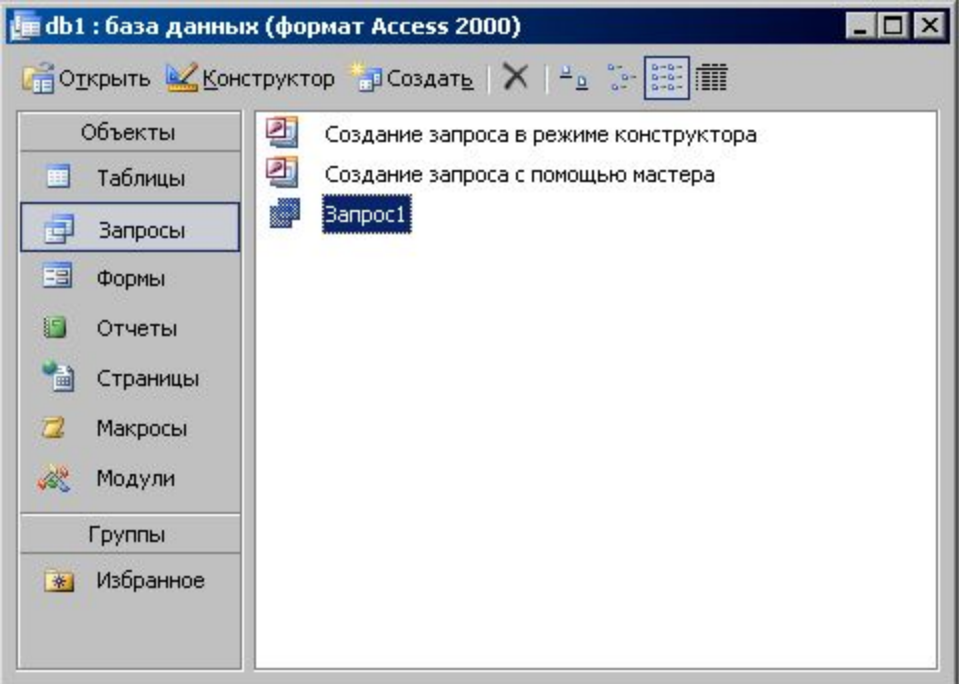 db1 : база данных (формат Access 2000)
Открыть Конструктор Создать
Объекты
Таблицы
Запросы
Формы
Отчеты
Страницы
Макросы
Модули
Группы
Избранное
Создание запроса в режиме конструктора
Создание запроса с помощью мастера
Запрос1